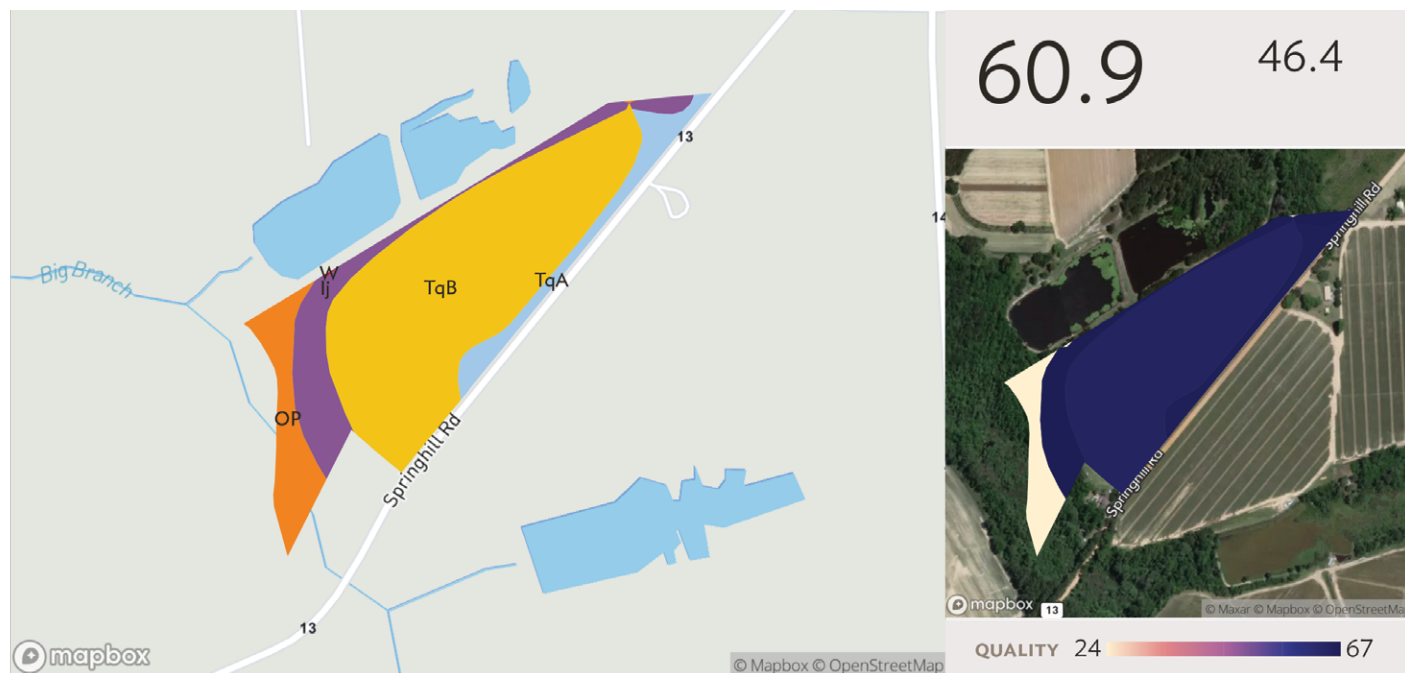 13
14
Big Branch
W
Ij
TqB
TqA
OP
Springhill Rd
13
mapbox
© Mapbox © OpenStreetMap
60.9
46.4
Springhill Rd
Springhill Rd
mapbox
13
© Maxar © Mapbox © OpenStreetMa
QUALITY 24 67